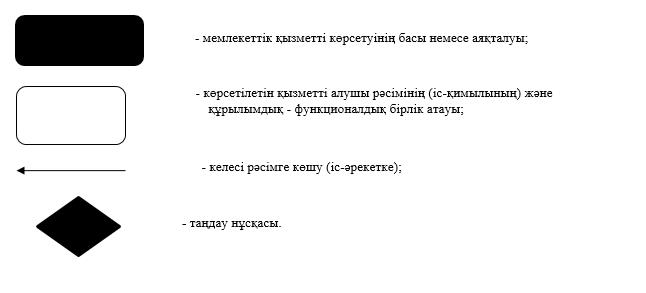 - мемлекеттік қызметті көрсетуінің басы немесе аяқталуы;
- көрсетілетін қызметті алушы рәсімінің (іс-қимылының) және
құрылымдық - функционалдық бірлік атауы;
- келесі рәсімге көшу (іс-әрекетке);
- таңдау нұсқасы.